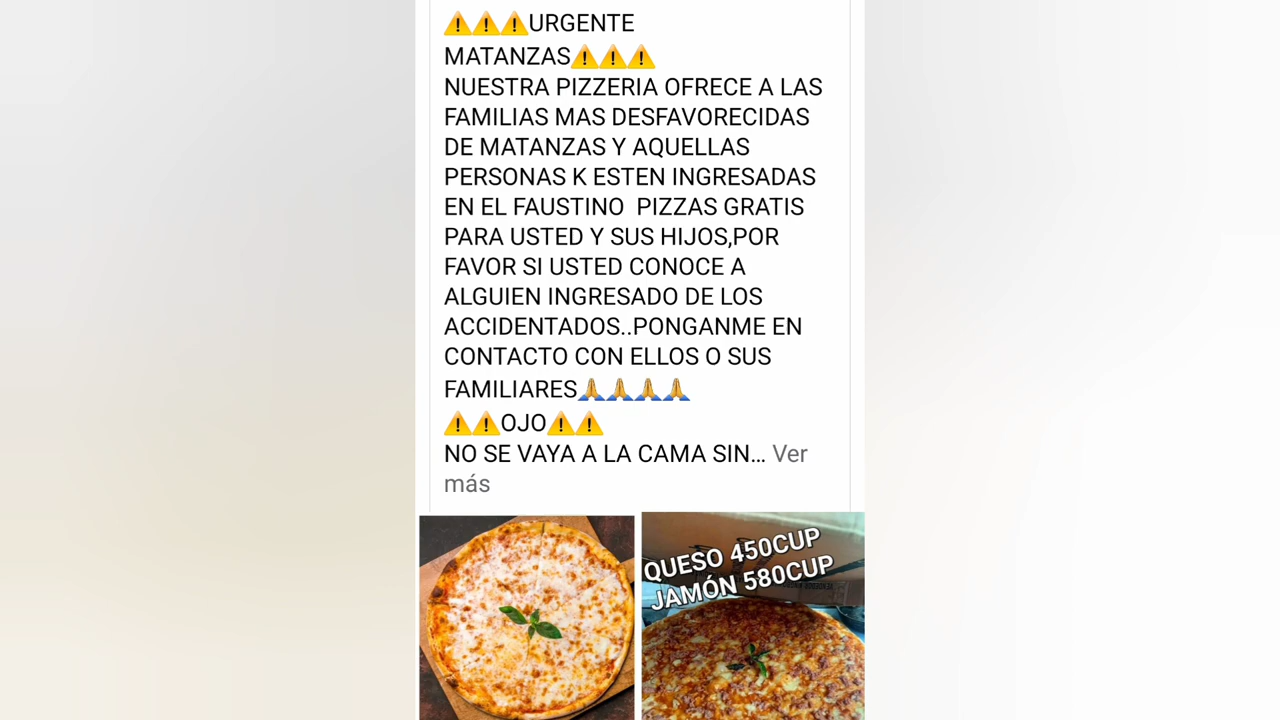 ⚠️⚠️⚠️URGENTE
MATANZAS⚠️⚠️⚠️
NUESTRA PIZZERIA OFRECE A LAS
FAMILIAS MAS DESFAVORECIDAS
DE MATANZAS Y AQUELLAS
PERSONAS K ESTEN INGRESADAS
EN EL FAUSTINO  PIZZAS GRATIS
PARA USTED Y SUS HIJOS,POR
FAVOR SI USTED CONOCE A
ALGUIEN INGRESADO DE LOS
ACCIDENTADOS..PONGANME EN
CONTACTO CON ELLOS O SUS
FAMILIARES🙏🙏🙏🙏
⚠️⚠️OJO⚠️⚠️
NO SE VAYA A LA CAMA SIN... Ver
más
QUESO 450CUP
JAMÓN 580CUP